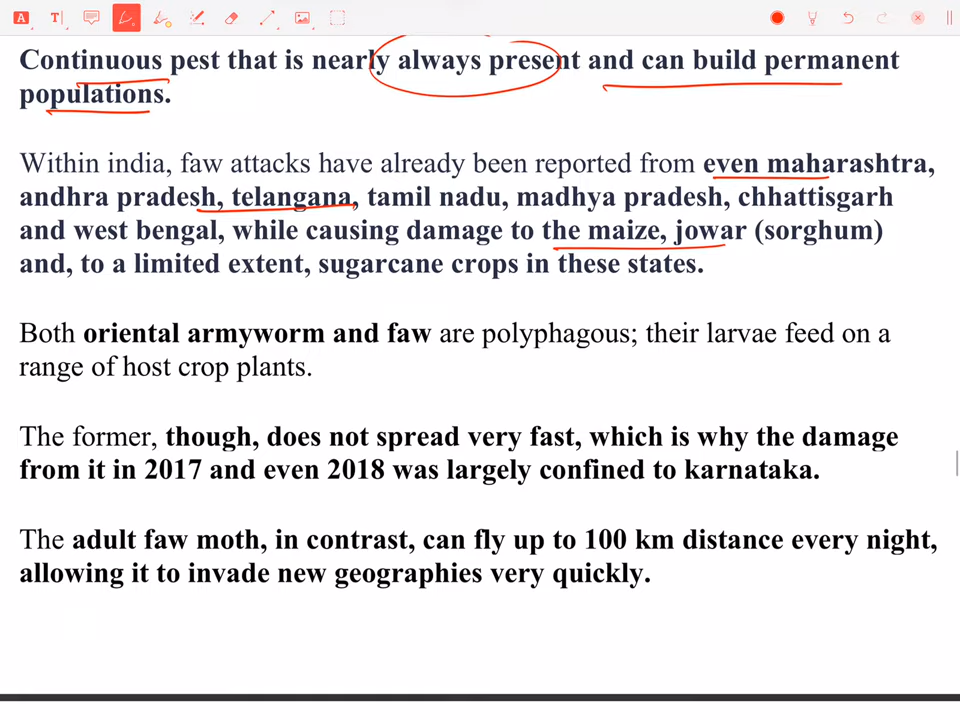 Continuous pest that is nearly always present and can build permanent
populations.
Within india, faw attacks have already been reported from even maharashtra,
andhra pradesh, telangana, tamil nadu, madhya pradesh, chhattisgarh
and west bengal, while causing damage to the maize, jowar (sorghum)
and, to a limited extent, sugarcane crops in these states.
Both oriental armyworm and faw are polyphagous; their larvae feed on a
range of host crop plants.
The former, though, does not spread very fast, which is why the damage
from it in 2017 and even 2018 was largely confined to karnataka.
The adult faw moth, in contrast, can fly up to 100 km distance every night,
allowing it to invade new geographies very quickly.